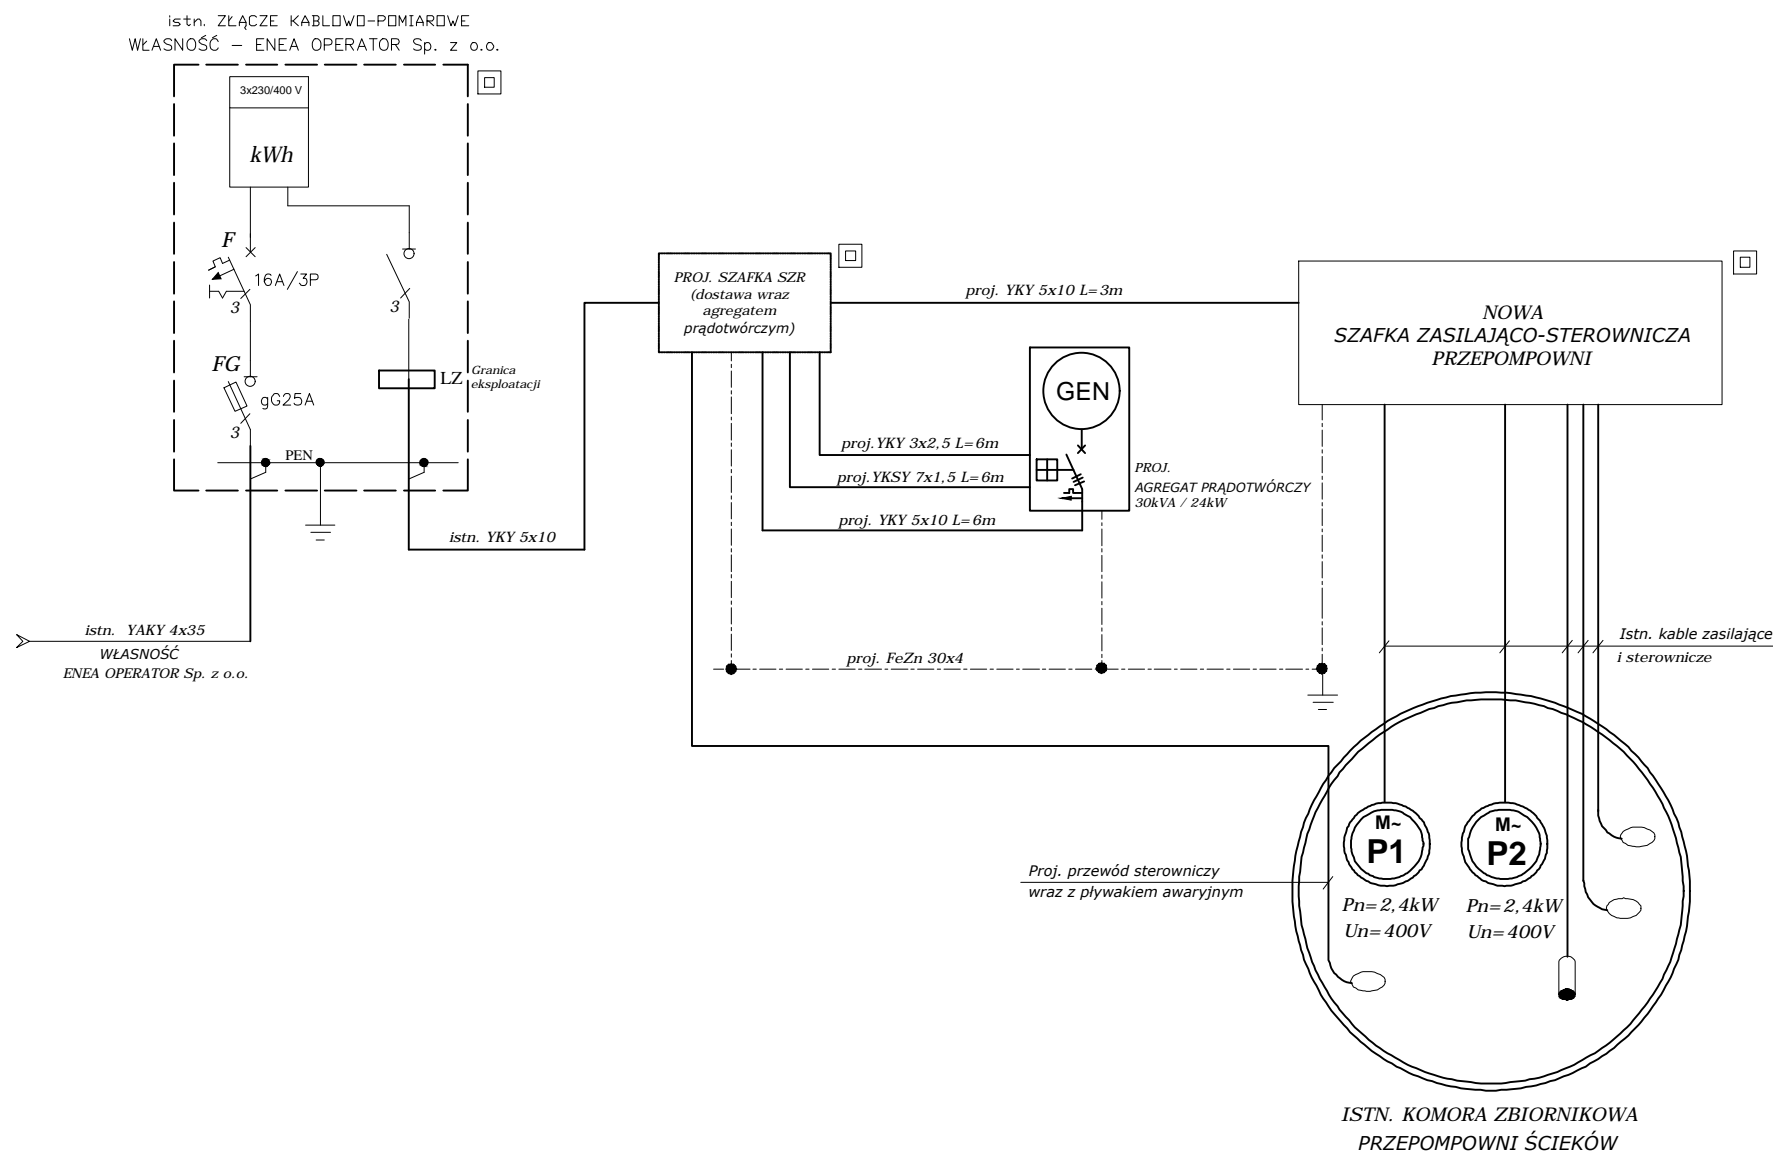 istn. ZŁĄCZE KABLOWO-POMIAROWE
WŁASNOŚĆ – ENEA OPERATOR Sp. z o.o.
3x230/400 V
kWh
F
16A/3P
3
3
FG
gG25A
3
LZ
Granica
eksploatacji
PEN
istn. YKY 5x10
istn. YAKY 4x35
WŁASNOŚĆ
ENEA OPERATOR Sp. z o.o.
PROJ. SZAFKA SZR
(dostawa wraz
agregatem
prądotwórczym)
proj. YKY 5x10 L=3m
NOWA
SZAFKA ZASILAJĄCO-STEROWNICZA
PRZEPOMPOWNI
GEN
proj.YKY 3x2,5 L=6m
proj.YKSY 7x1,5 L=6m
proj. YKY 5x10 L=6m
PROJ.
AGREGAT PRĄDOTWÓRCZY
30kVA / 24kW
proj. FeZn 30x4
Istn. kable zasilające
i sterownicze
Proj. przewód sterowniczy
wraz z pływakiem awaryjnym
M~
P1
Pn=2,4kW
Un=400V
M~
P2
Pn=2,4kW
Un=400V
ISTN. KOMORA ZBIORNIKOWA
PRZEPOMPOWNI ŚCIEKÓW